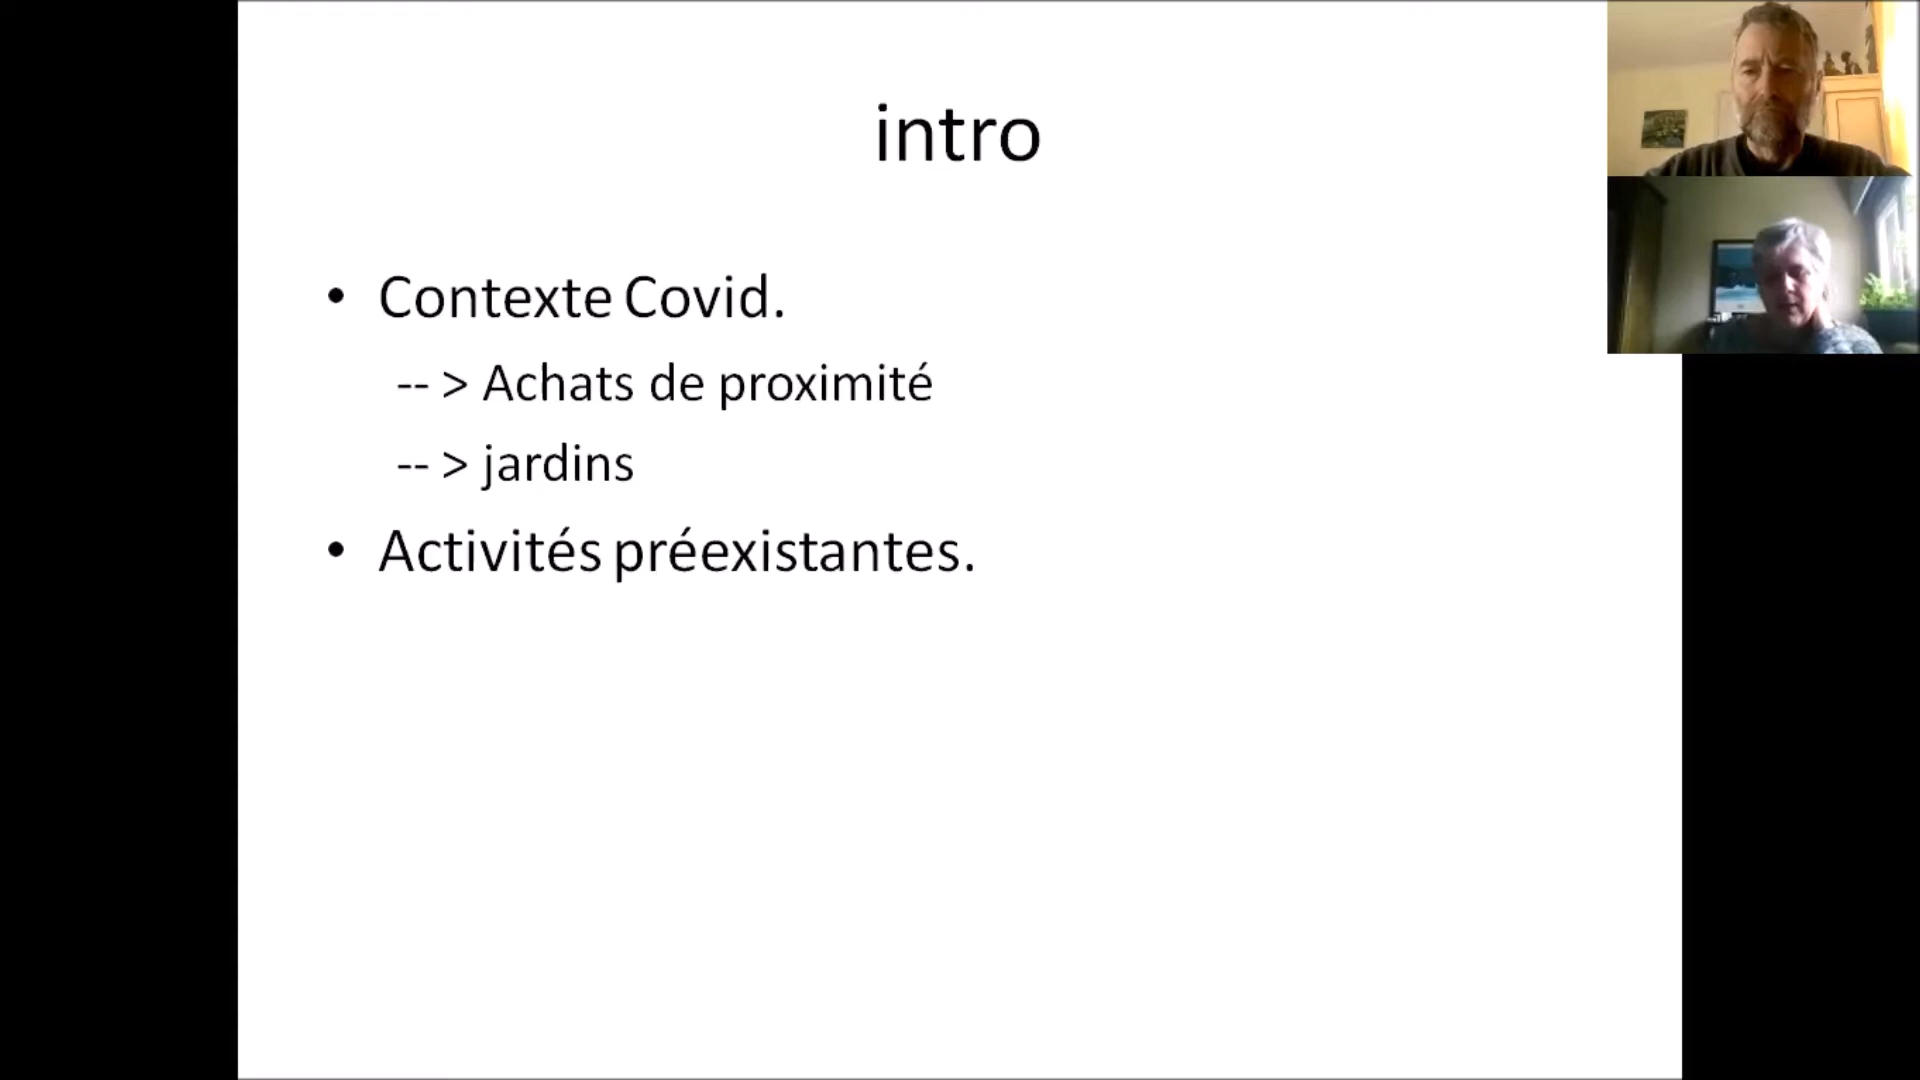 intro
• Contexte Covid.
-- > Achats de proximité
-- > jardins
• Activités préexistantes.